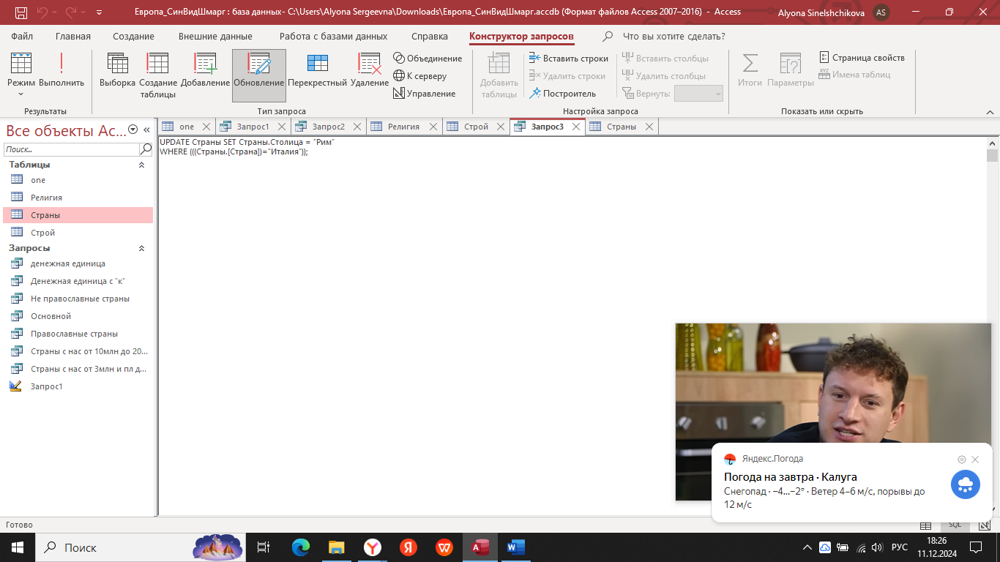 Европа_СинВидШмарг : база данных- C:\Users\Alyona Sergeevna\Downloads\Европа_СинВидШмарг.accdb (Формат файлов Access 2007–2016) - Access
Alyona Sinelshchikova
AS
Файл
Главная
Создание
Внешние данные
Работа с базами данных
Справка
Конструктор запросов
Что вы хотите сделать?
Режим
Выполнить
Результаты
Выборка
Создание таблицы
Добавление
Обновление
Перекрестный
Удаление
Объединение
К серверу
Управление
Тип запроса
Добавить таблицы
Вставить строки
Удалить строки
Построитель
Вставить столбцы
Удалить столбцы
Вернуть:
Настройка запроса
Итоги
Параметры
Страница свойств
Имена таблиц
Показать или скрыть
Все объекты Ac...
Поиск...
Таблицы
one
Религия
Страны
Строй
Запросы
денежная единица
Денежная единица с "к"
Не православные страны
Основной
Православные страны
Страны с нас от 10млн до 20...
Страны с нас от 3млн и пл д...
Запрос1
one
Запрос1
Запрос2
Религия
Строй
Запрос3
Страны
UPDATE Страны SET Страны.Столица = "Рим"
WHERE (((Страны.[Страна])="Италия"));
Яндекс.Погода
Погода на завтра · Калуга
Снегопад · −4...−2° · Ветер 4–6 м/с, порывы до
12 м/с
Готово
SQL
Поиск
РУС
18:26
11.12.2024